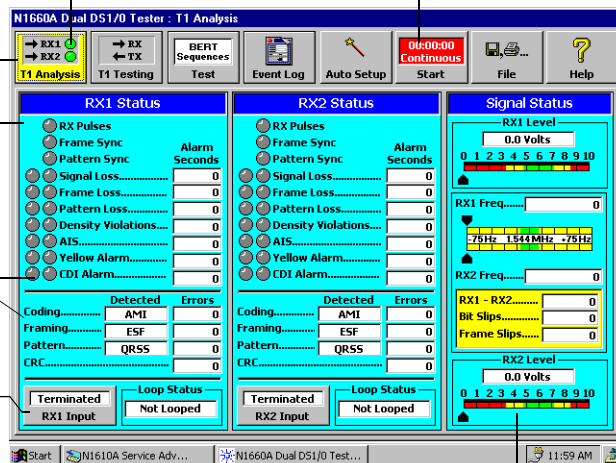 N1660A Dual DS1/0 Tester : T1 Analysis
→ RX1
→ RX2
T1 Analysis
→ RX
← TX
T1 Testing
BERT
Sequences
Test
Event Log
Auto Setup
00:00:00
Continuous
Start
File
Help
RX1 Status
RX Pulses
Frame Sync
Pattern Sync
Alarm
Seconds
Signal Loss............. 0
Frame Loss............. 0
Pattern Loss........... 0
Density Violations.... 0
AIS....................... 0
Yellow Alarm........... 0
CDI Alarm............... 0
Detected Errors
Coding........ AMI 0
Framing....... ESF 0
Pattern....... QRSS 0
CRC............................ 0
Terminated
RX1 Input
Loop Status
Not Looped
RX2 Status
RX Pulses
Frame Sync
Pattern Sync
Alarm
Seconds
Signal Loss............. 0
Frame Loss............. 0
Pattern Loss........... 0
Density Violations.... 0
AIS....................... 0
Yellow Alarm........... 0
CDI Alarm............... 0
Detected Errors
Coding........ AMI 0
Framing....... ESF 0
Pattern....... QRSS 0
CRC............................ 0
Terminated
RX2 Input
Loop Status
Not Looped
Signal Status
RX1 Level
0.0 Volts
0 1 2 3 4 5 6 7 8 9 10
RX1 Freq...... 0
-75Hz 1.544 MHz +75Hz
RX2 Freq...... 0
RX1 - RX2........ 0
Bit Slips.......... 0
Frame Slips..... 0
RX2 Level
0.0 Volts
0 1 2 3 4 5 6 7 8 9 10
Start
N1610A Service Adv...
N1660A Dual DS1/0 Test...
11:59 AM